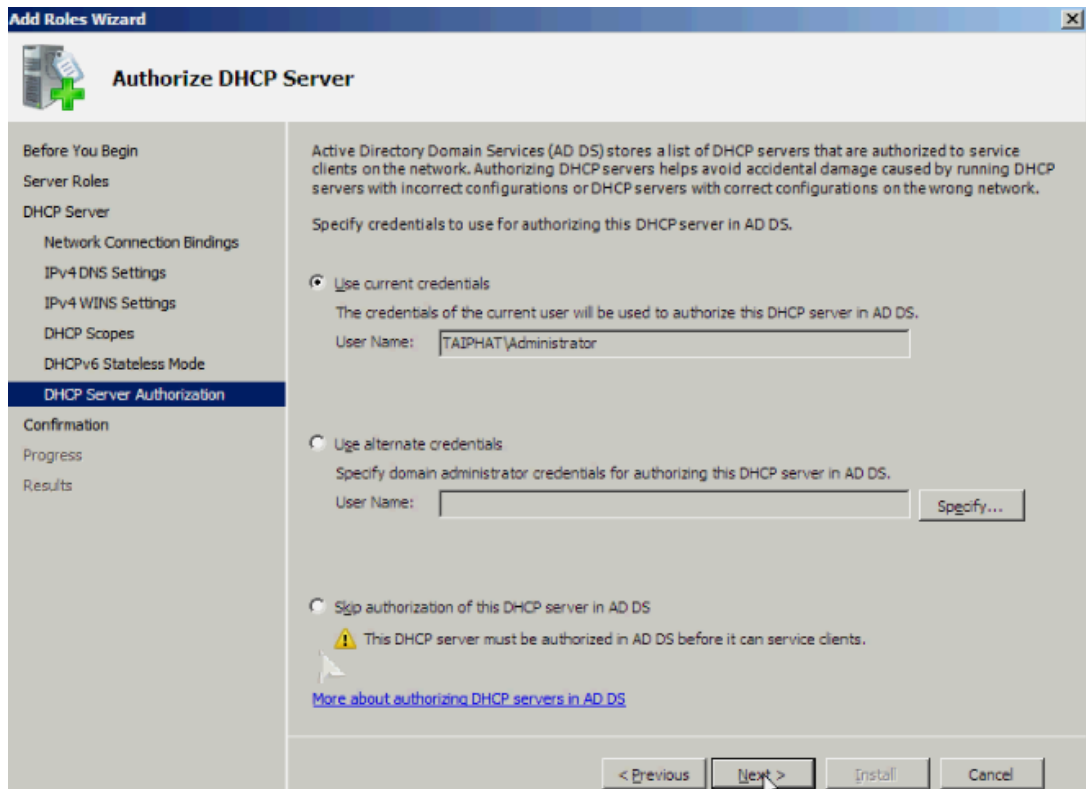 Add Roles Wizard
Authorize DHCP Server
Before You Begin
Server Roles
DHCP Server
Network Connection Bindings
IPv4 DNS Settings
IPv4 WINS Settings
DHCP Scopes
DHCPv6 Stateless Mode
DHCP Server Authorization
Confirmation
Progress
Results
Active Directory Domain Services (AD DS) stores a list of DHCP servers that are authorized to service
clients on the network. Authorizing DHCP servers helps avoid accidental damage caused by running DHCP
servers with incorrect configurations or DHCP servers with correct configurations on the wrong network.
Specify credentials to use for authorizing this DHCP server in AD DS.
Use current credentials
The credentials of the current user will be used to authorize this DHCP server in AD DS.
User Name: TAIPHAT\Administrator
Use alternate credentials
Specify domain administrator credentials for authorizing this DHCP server in AD DS.
User Name:
Specify...
Skip authorization of this DHCP server in AD DS
This DHCP server must be authorized in AD DS before it can service clients.
More about authorizing DHCP servers in AD DS
< Previous Next > Install Cancel